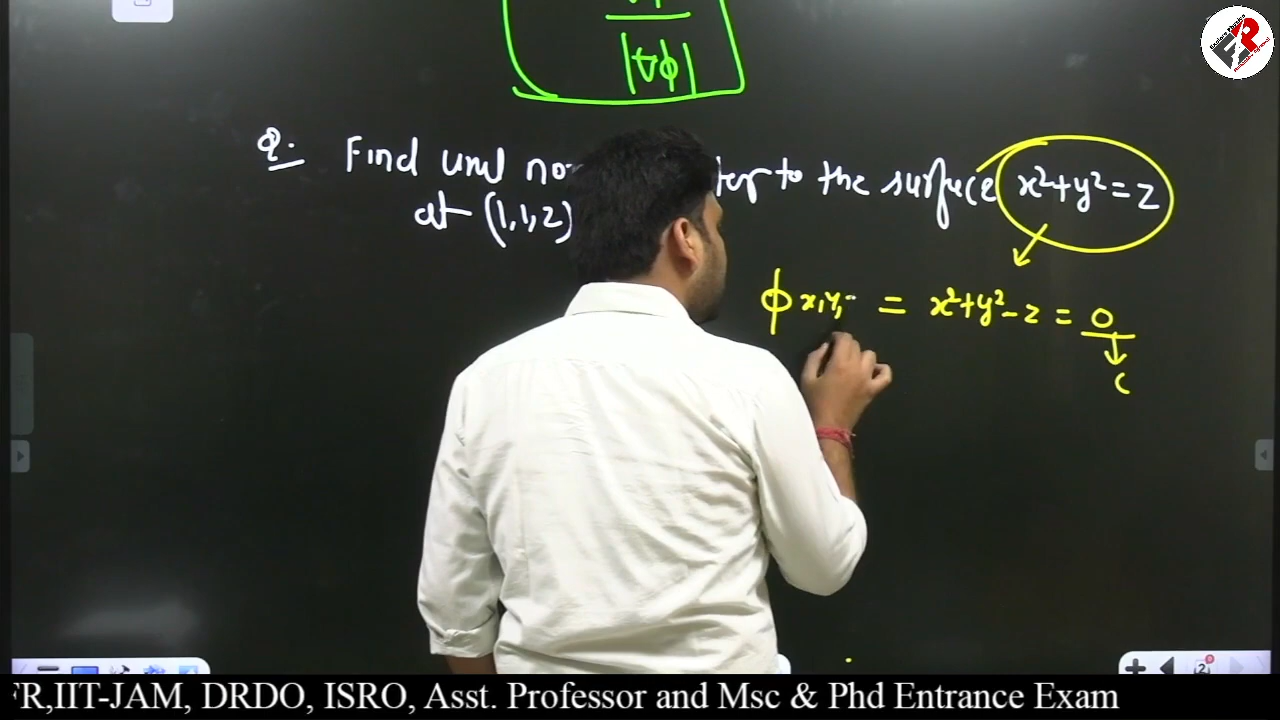 |∇ϕ|
Q. Find unit to the surface x²+y²=z
at (1,1,2)
ϕ x,y, = x²+y²-z = 0
c
FR,IIT-JAM, DRDO, ISRO, Asst. Professor and Msc & Phd Entrance Exam